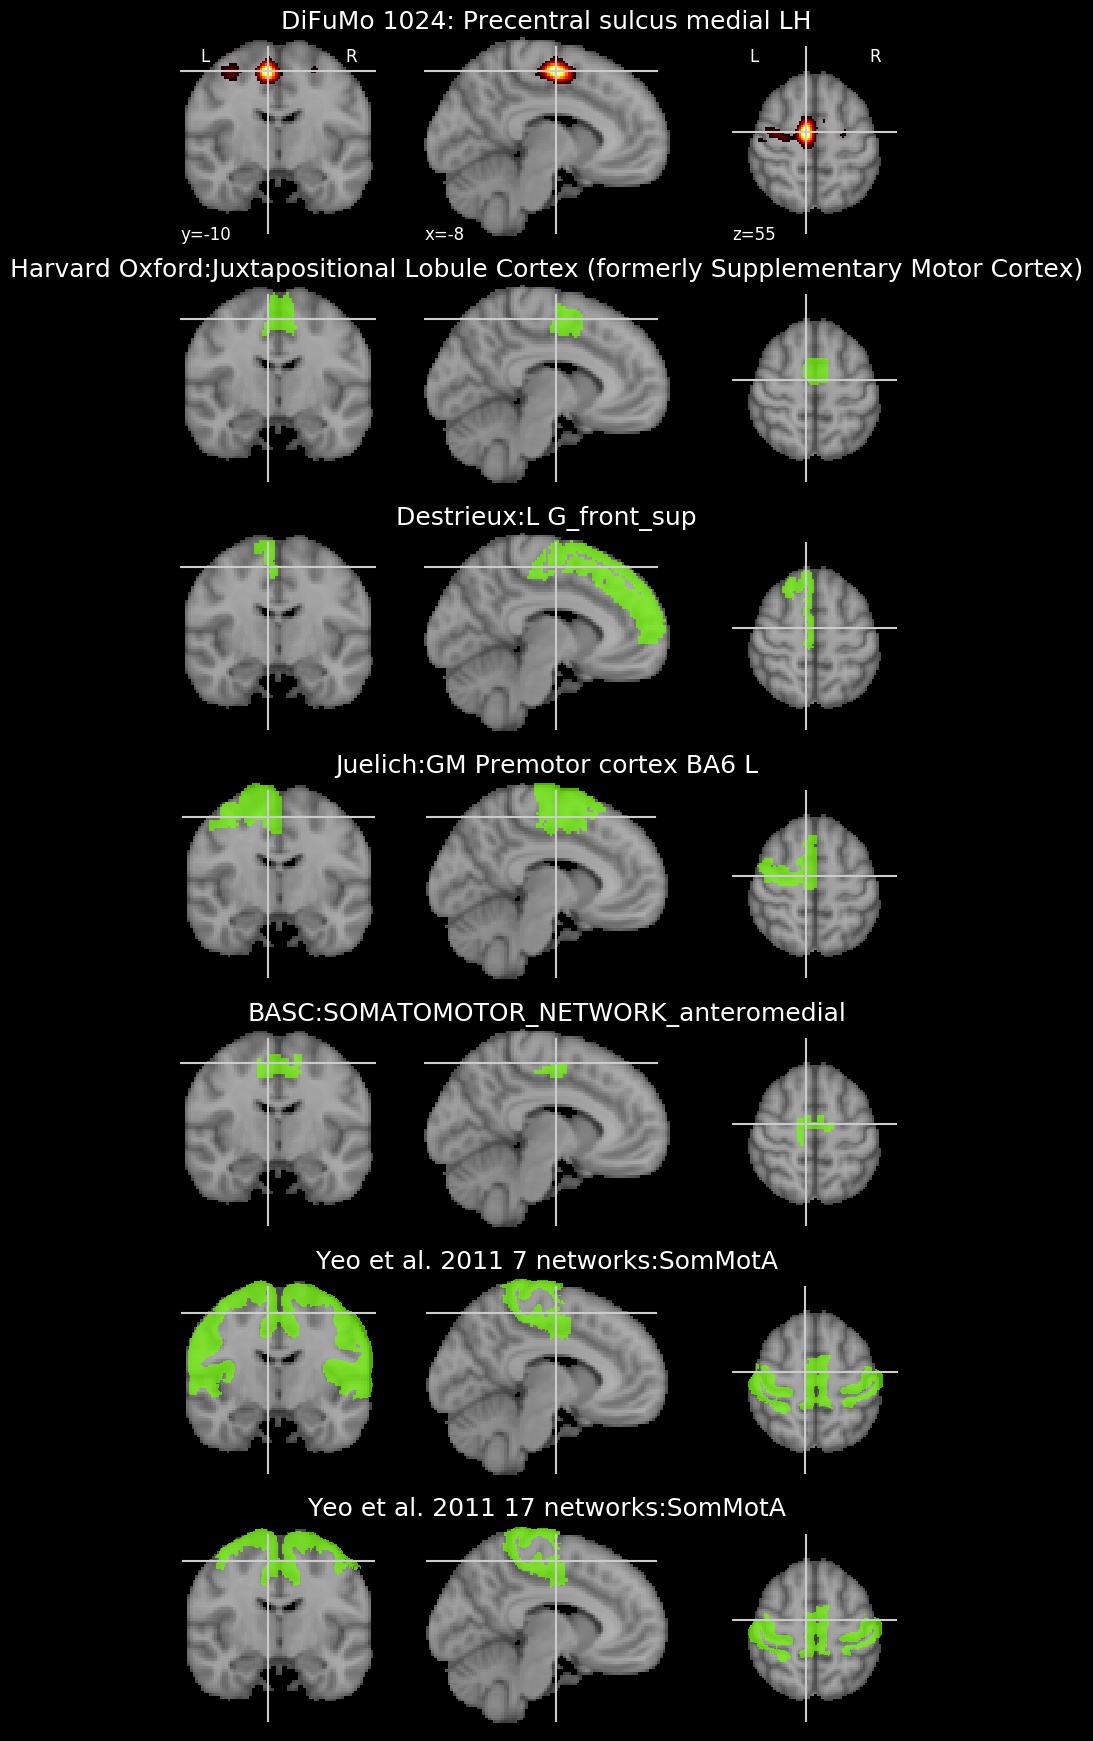 DiFuMo 1024: Precentral sulcus medial LH
L R L R
y=-10 x=-8 z=55
Harvard Oxford:Juxtapositional Lobule Cortex (formerly Supplementary Motor Cortex)
Destrieux:L G_front_sup
Juelich:GM Premotor cortex BA6 L
BASC:SOMATOMOTOR_NETWORK_anteromedial
Yeo et al. 2011 7 networks:SomMotA
Yeo et al. 2011 17 networks:SomMotA